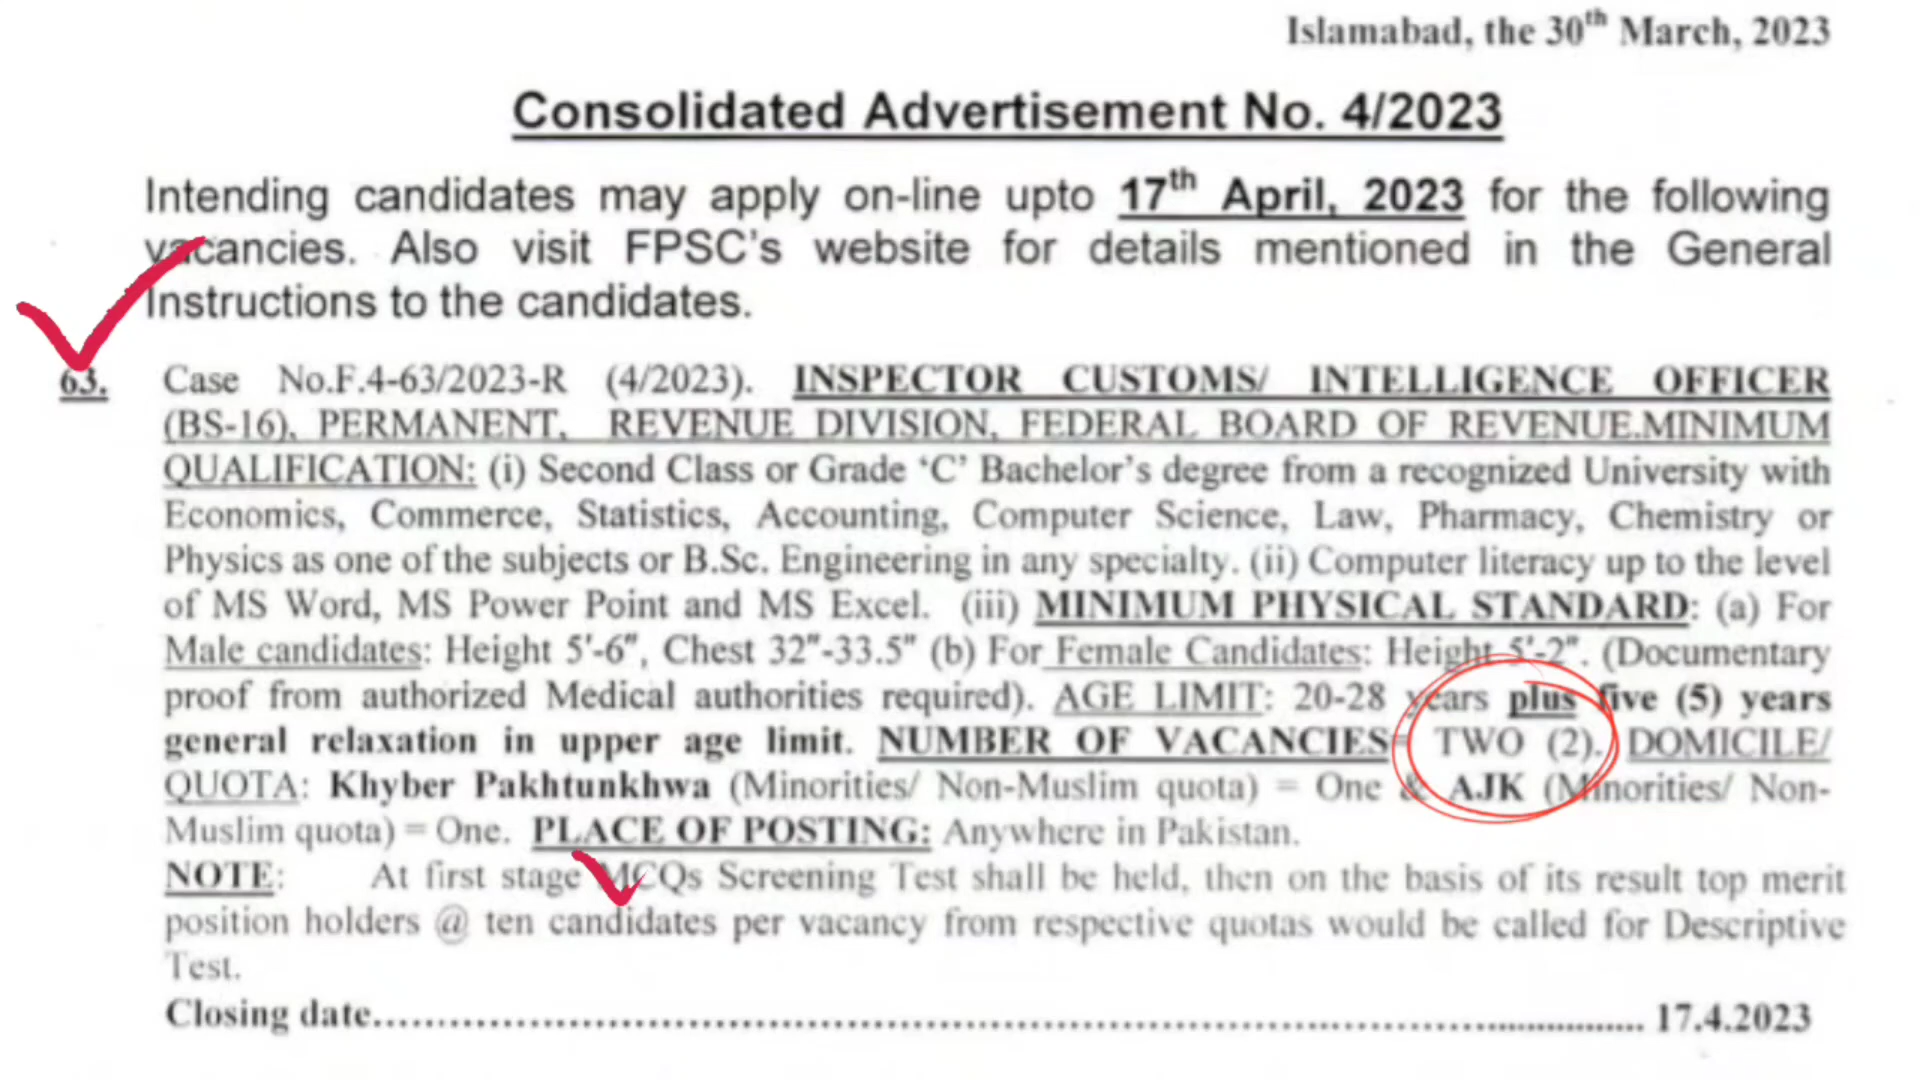 Islamabad, the 30th March, 2023
Consolidated Advertisement No. 4/2023
Intending candidates may apply on-line upto 17th April, 2023 for the following
vacancies. Also visit FPSC's website for details mentioned in the General
Instructions to the candidates.
63. Case No.F.4-63/2023-R (4/2023). INSPECTOR CUSTOMS/ INTELLIGENCE OFFICER
(BS-16), PERMANENT, REVENUE DIVISION, FEDERAL BOARD OF REVENUE.MINIMUM
QUALIFICATION: (i) Second Class or Grade 'C' Bachelor's degree from a recognized University with
Economics, Commerce, Statistics, Accounting, Computer Science, Law, Pharmacy, Chemistry or
Physics as one of the subjects or B.Sc. Engineering in any specialty. (ii) Computer literacy up to the level
of MS Word, MS Power Point and MS Excel. (iii) MINIMUM PHYSICAL STANDARD: (a) For
Male candidates: Height 5'-6", Chest 32"-33.5" (b) For Female Candidates: Height 5'-2". (Documentary
proof from authorized Medical authorities required). AGE LIMIT: 20-28 years plus five (5) years
general relaxation in upper age limit. NUMBER OF VACANCIES= TWO (2). DOMICILE/
QUOTA: Khyber Pakhtunkhwa (Minorities/ Non-Muslim quota) = One & AJK (Minorities/ Non-
Muslim quota) = One. PLACE OF POSTING: Anywhere in Pakistan.
NOTE: At first stage MCQs Screening Test shall be held, then on the basis of its result top merit
position holders @ ten candidates per vacancy from respective quotas would be called for Descriptive
Test.
Closing date................................................................................ 17.4.2023